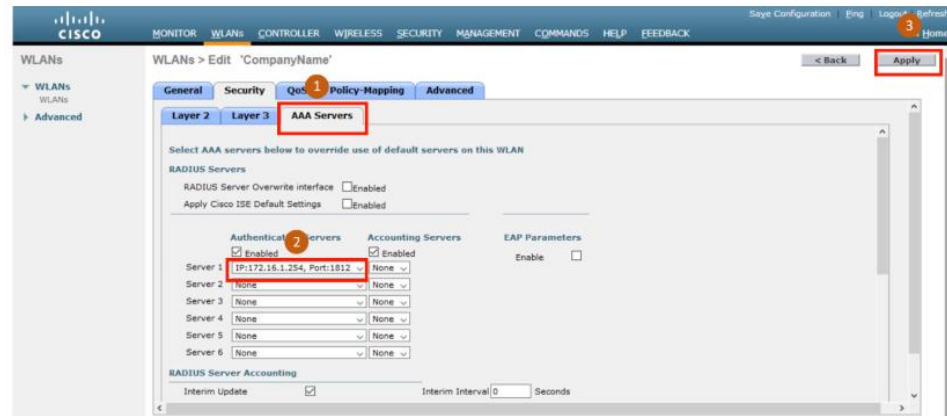 Save Configuration Ping Logout Refresh
CISCO MONITOR WLANs CONTROLLER WIRELESS SECURITY MANAGEMENT COMMANDS HELP FEEDBACK 3 Home
WLANs
WLANs > Edit 'CompanyName'
< Back Apply
WLANs
WLANs
Advanced
General Security QoS 1 Policy-Mapping Advanced
Layer 2 Layer 3 AAA Servers
Select AAA servers below to override use of default servers on this WLAN
RADIUS Servers
RADIUS Server Overwrite interface Enabled
Apply Cisco ISE Default Settings Enabled
2 Servers Accounting Servers EAP Parameters
Enabled Enabled Enable
Server 1 IP:172.16.1.254, Port:1812 None
Server 2 None None
Server 3 None None
Server 4 None None
Server 5 None None
Server 6 None None
RADIUS Server Accounting
Interim Update Interim Interval 0 Seconds